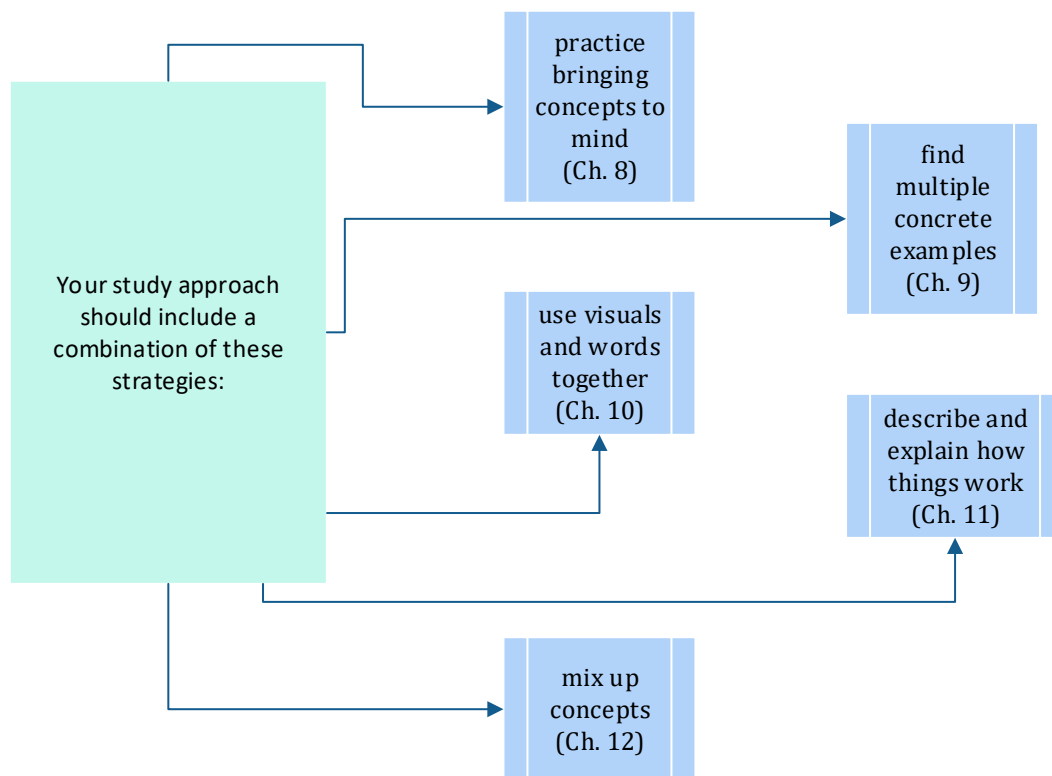 Your study approach
should include a
combination of these
strategies:
practice
bringing
concepts to
mind
(Ch. 8)
find
multiple
concrete
examples
(Ch. 9)
use visuals
and words
together
(Ch. 10)
describe and
explain how
things work
(Ch. 11)
mix up
concepts
(Ch. 12)